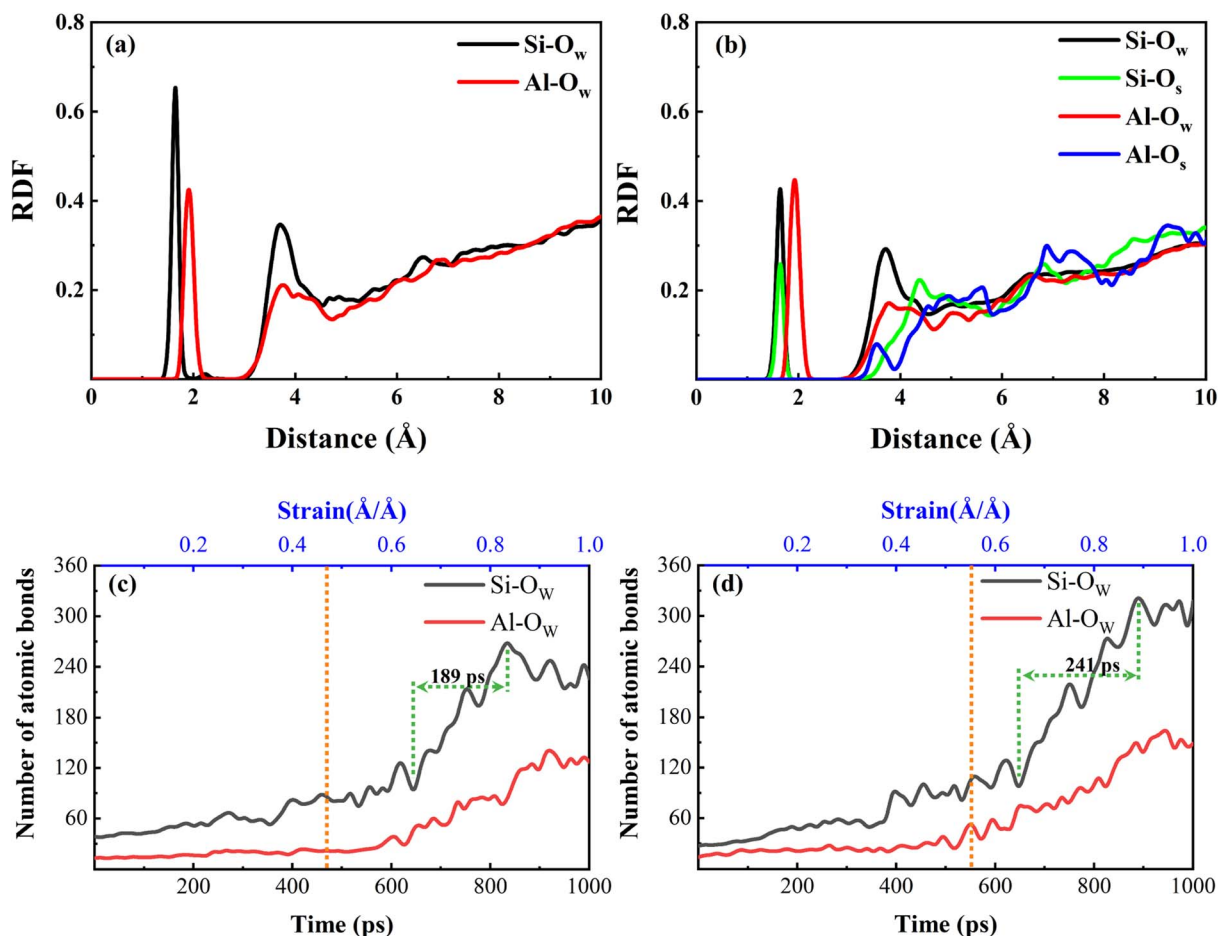 (a)
Si-Ow
Al-Ow
RDF
0.8
0.6
0.4
0.2
0 2 4 6 8 10
Distance (Å)
(b)
Si-Ow
Si-Os
Al-Ow
Al-Os
RDF
0.8
0.6
0.4
0.2
0 2 4 6 8 10
Distance (Å)
Strain(Å/Å)
0.2 0.4 0.6 0.8 1.0
(c)
Si-OW
Al-OW
189 ps
Number of atomic bonds
360
300
240
180
120
60
200 400 600 800 1000
Time (ps)
Strain(Å/Å)
0.2 0.4 0.6 0.8 1.0
(d)
Si-OW
Al-OW
241 ps
Number of atomic bonds
360
300
240
180
120
60
200 400 600 800 1000
Time (ps)